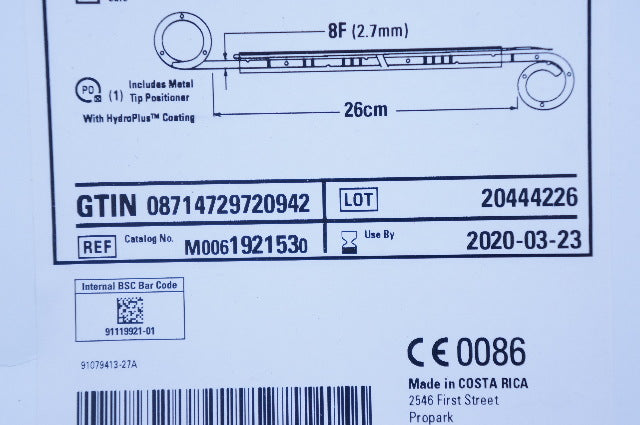 8F (2.7mm)
PD (1) Includes Metal
Tip Positioner
With HydroPlus™ Coating
26cm
GTIN 08714729720942
LOT 20444226
REF Catalog No. M0061921530
Use By 2020-03-23
Internal BSC Bar Code
91119921-01
91079413-27A
CE 0086
Made in COSTA RICA
2546 First Street
Propark